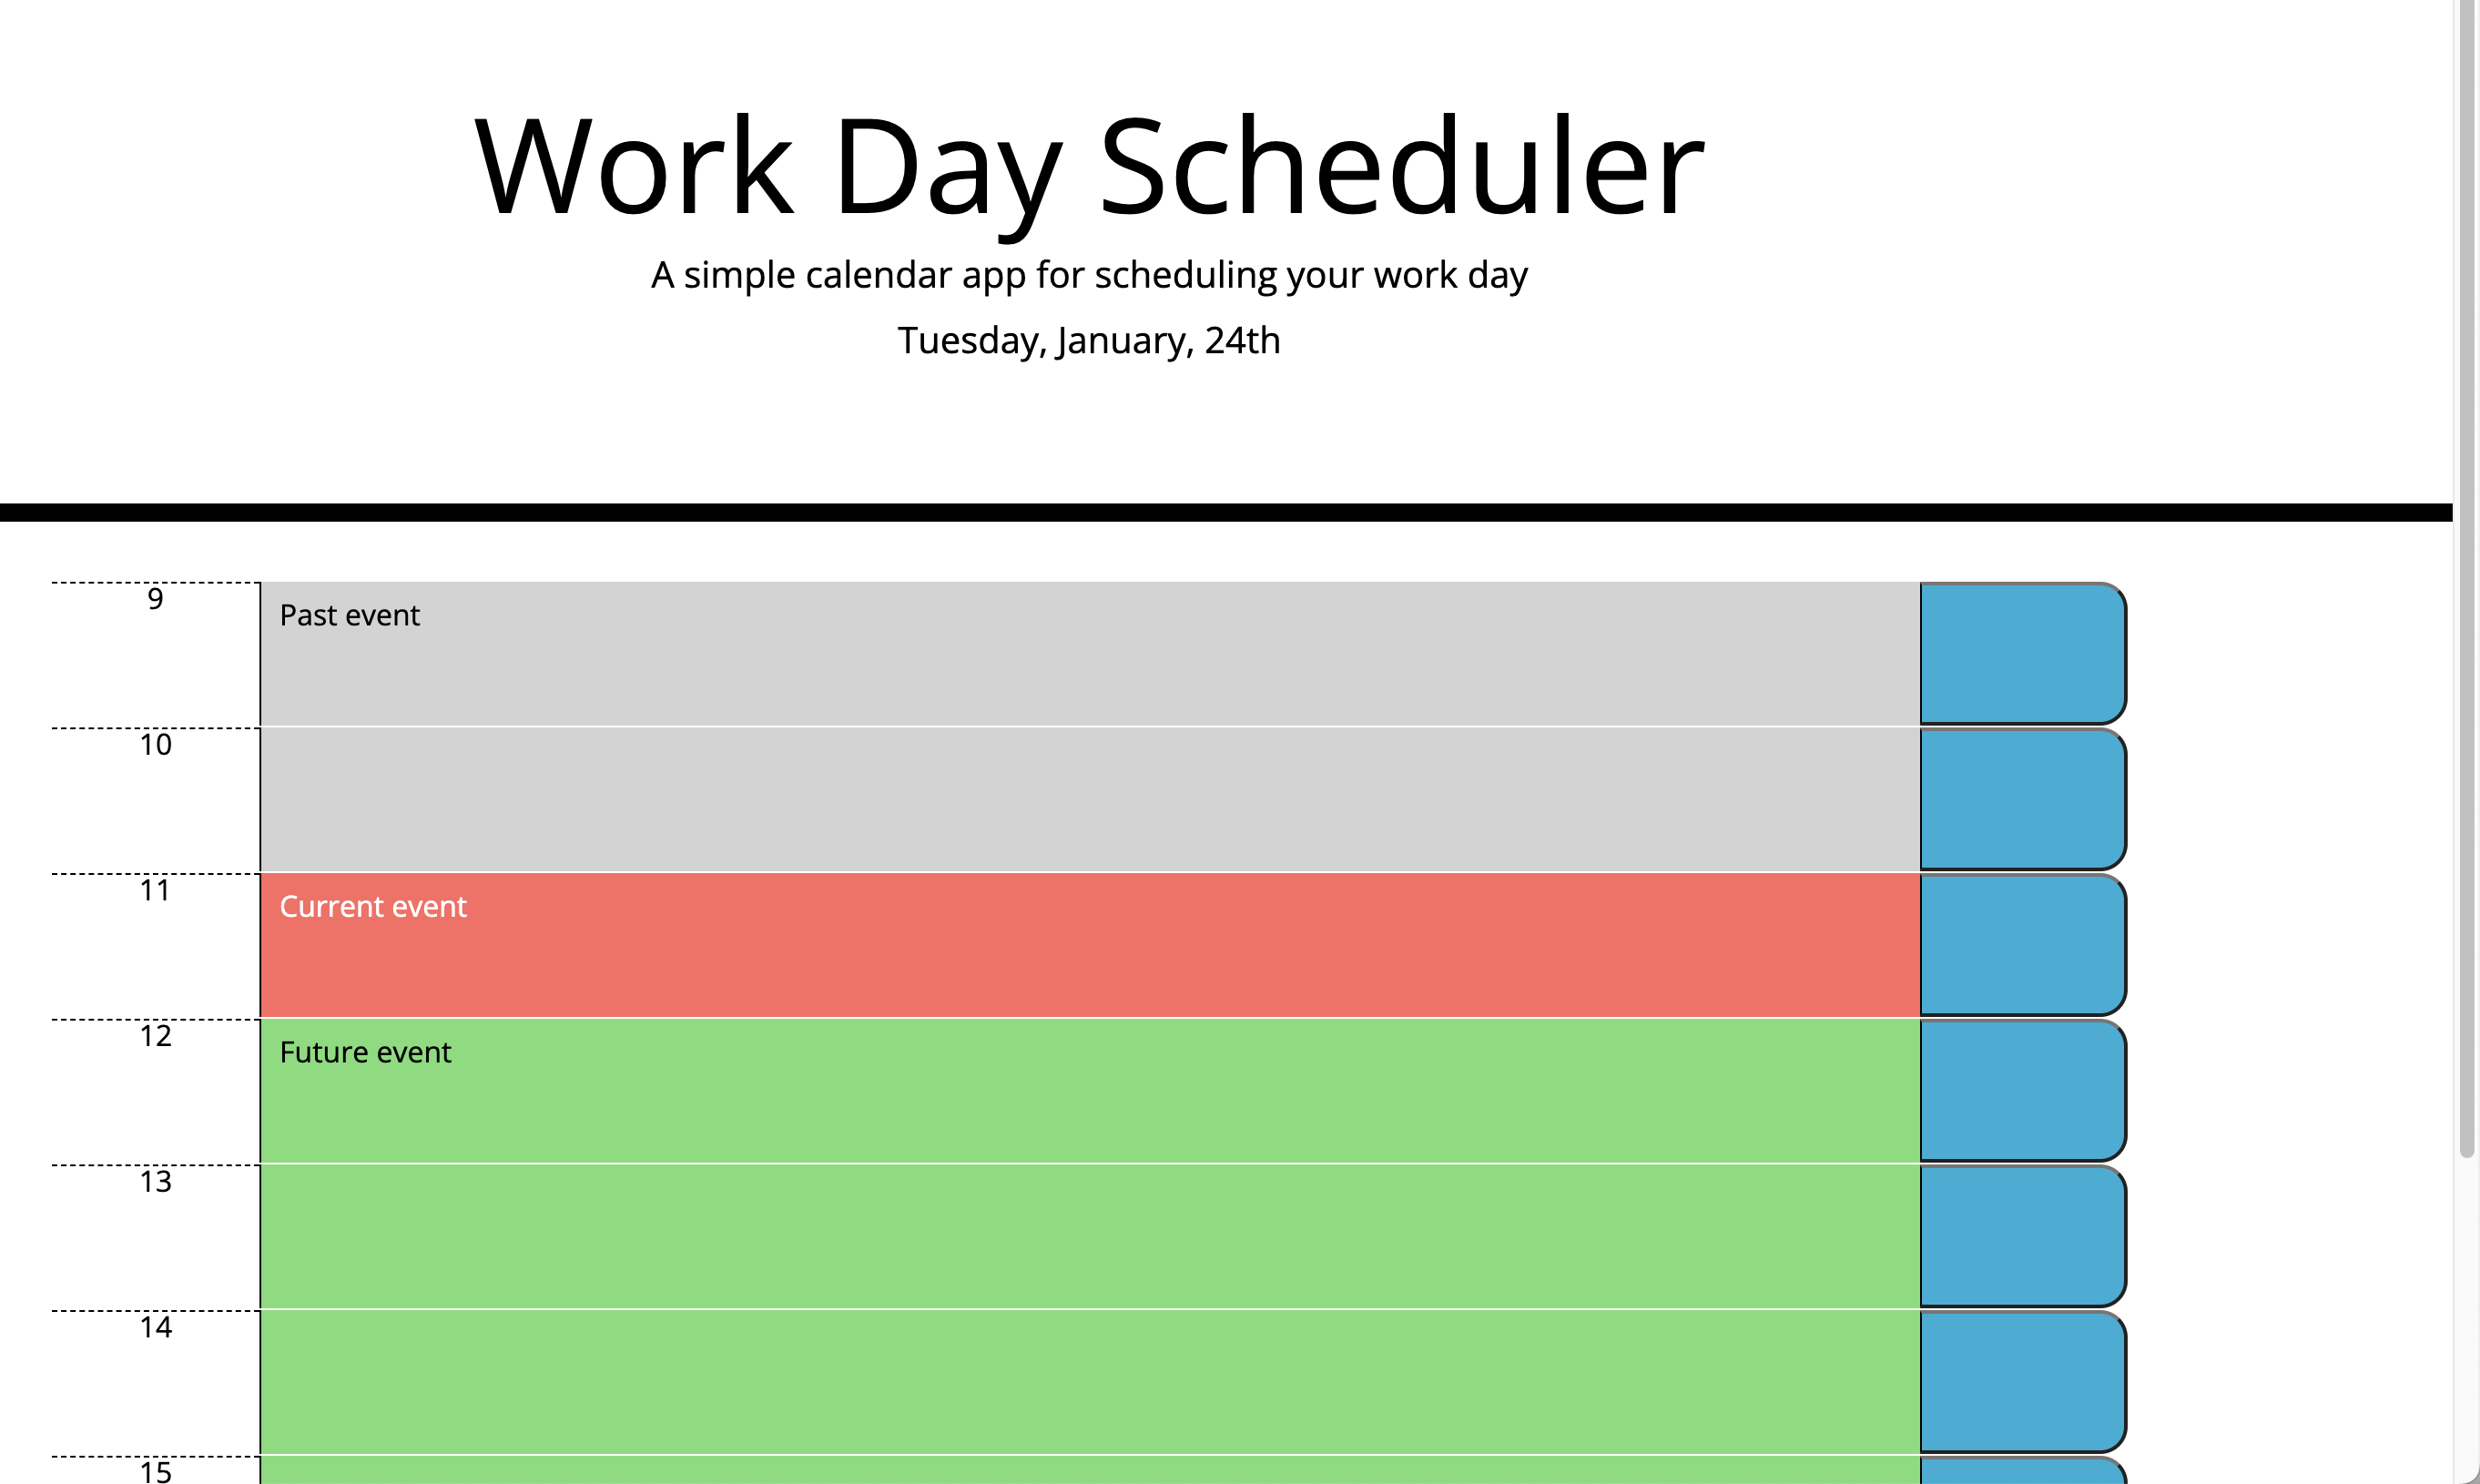 Work Day Scheduler
A simple calendar app for scheduling your work day
Tuesday, January, 24th
9
Past event
10
11
Current event
12
Future event
13
14
15